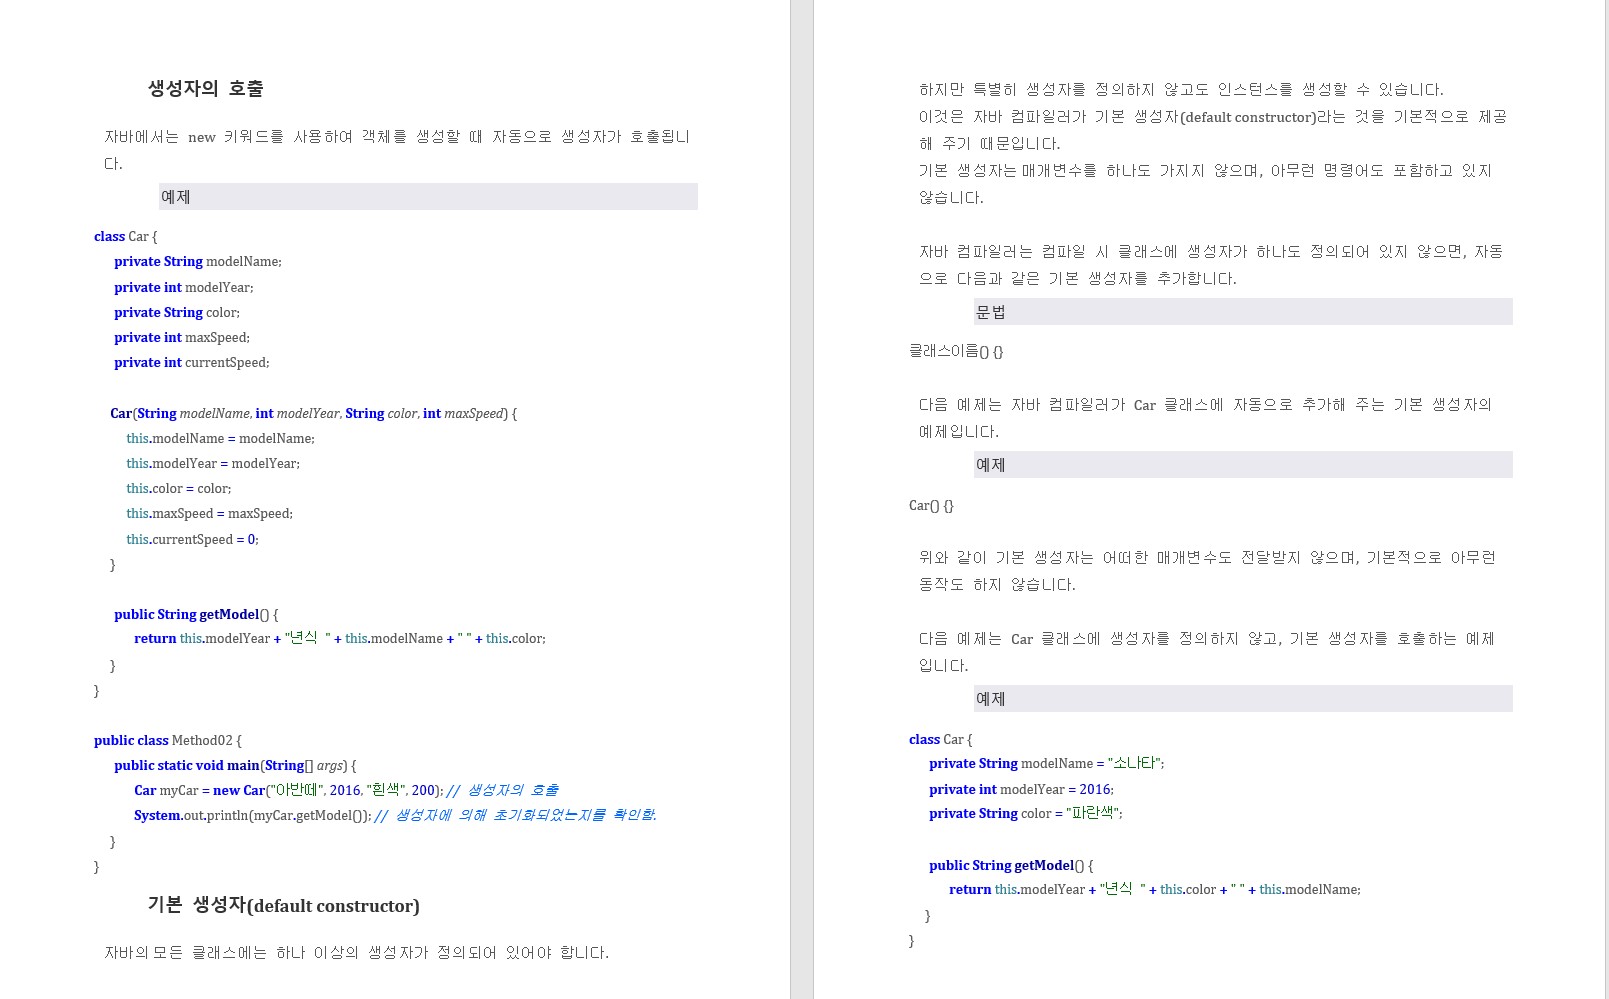 생성자의 호출
자바에서는 new 키워드를 사용하여 객체를 생성할 때 자동으로 생성자가 호출됩니
다.
예제
class Car {
private String modelName;
private int modelYear;
private String color;
private int maxSpeed;
private int currentSpeed;
Car(String modelName, int modelYear, String color, int maxSpeed) {
this.modelName = modelName;
this.modelYear = modelYear;
this.color = color;
this.maxSpeed = maxSpeed;
this.currentSpeed = 0;
}
public String getModel() {
return this.modelYear + "년식 " + this.modelName + " " + this.color;
}
}
public class Method02 {
public static void main(String[] args) {
Car myCar = new Car("아반떼", 2016, "흰색", 200); // 생성자의 호출
System.out.println(myCar.getModel()); // 생성자에 의해 초기화되었는지를 확인함.
}
}
기본 생성자(default constructor)
자바의 모든 클래스에는 하나 이상의 생성자가 정의되어 있어야 합니다.
하지만 특별히 생성자를 정의하지 않고도 인스턴스를 생성할 수 있습니다.
이것은 자바 컴파일러가 기본 생성자(default constructor)라는 것을 기본적으로 제공
해 주기 때문입니다.
기본 생성자는 매개변수를 하나도 가지지 않으며, 아무런 명령어도 포함하고 있지
않습니다.
자바 컴파일러는 컴파일 시 클래스에 생성자가 하나도 정의되어 있지 않으면, 자동
으로 다음과 같은 기본 생성자를 추가합니다.
문법
클래스이름() {}
다음 예제는 자바 컴파일러가 Car 클래스에 자동으로 추가해 주는 기본 생성자의
예제입니다.
예제
Car() {}
위와 같이 기본 생성자는 어떠한 매개변수도 전달받지 않으며, 기본적으로 아무런
동작도 하지 않습니다.
다음 예제는 Car 클래스에 생성자를 정의하지 않고, 기본 생성자를 호출하는 예제
입니다.
예제
class Car {
private String modelName = "소나타";
private int modelYear = 2016;
private String color = "파란색";
public String getModel() {
return this.modelYear + "년식 " + this.color + " " + this.modelName;
}
}